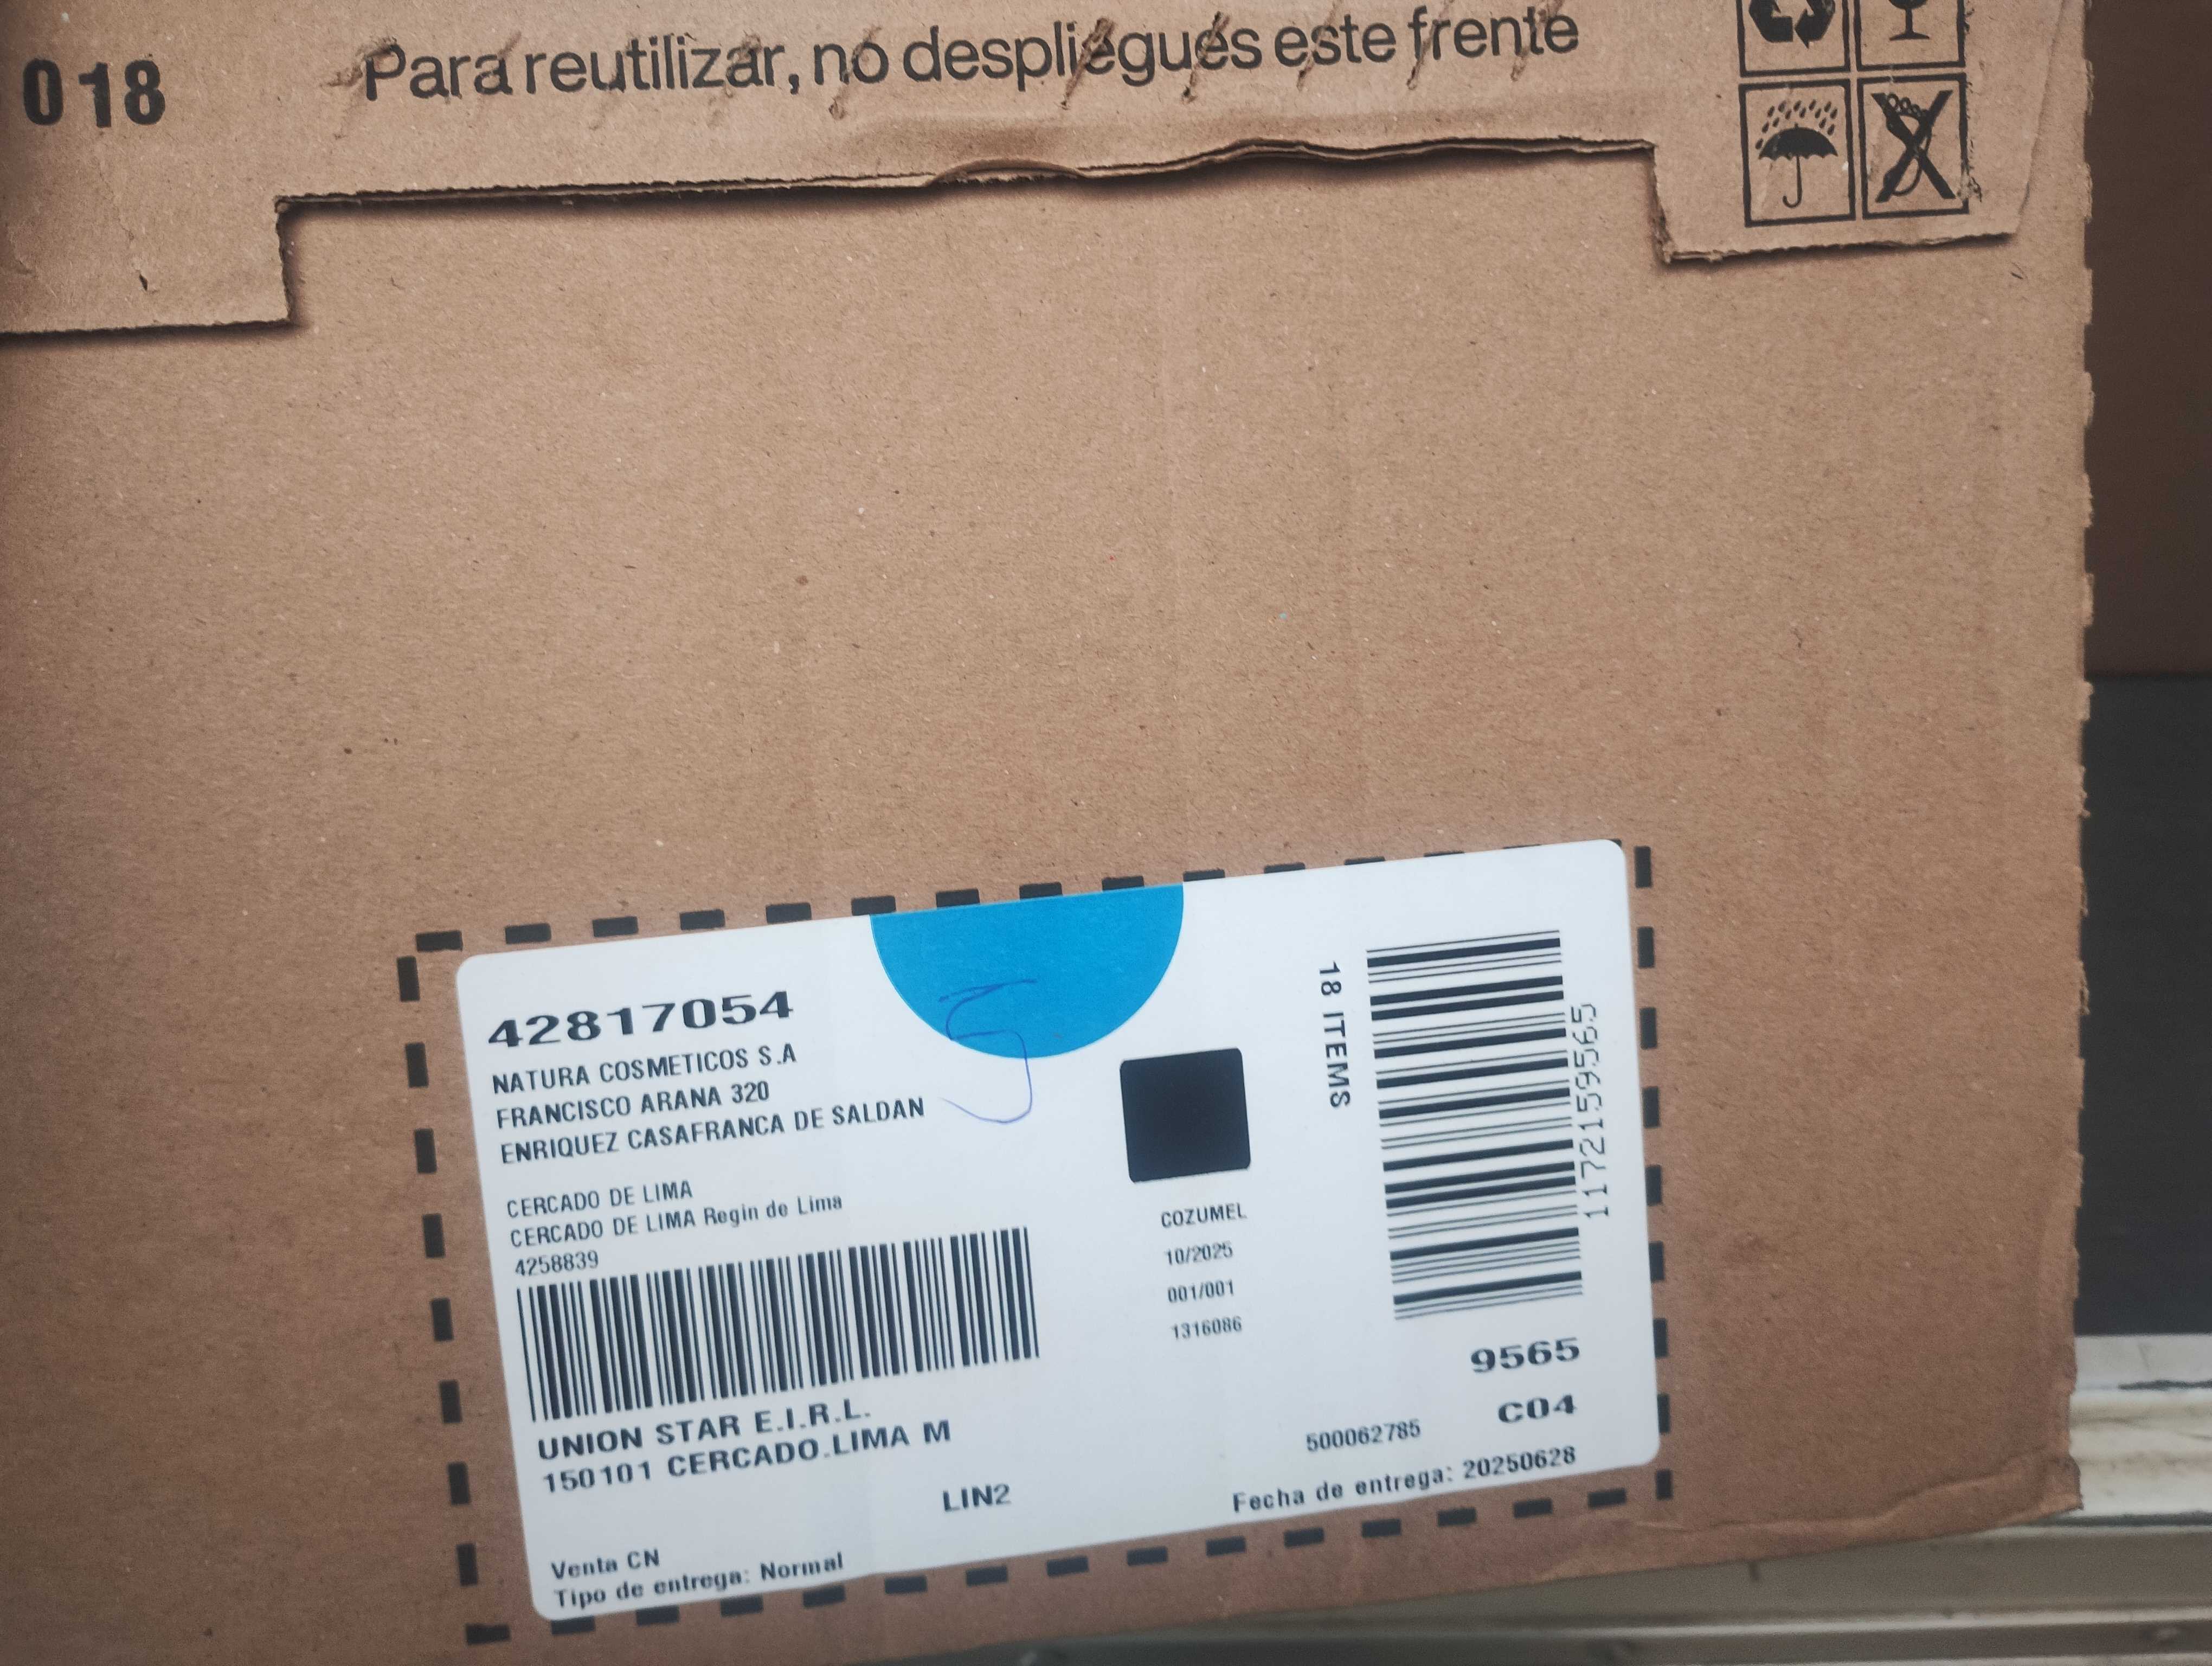 018
Para reutilizar, no despliegues este frente
42817054
NATURA COSMETICOS S.A
FRANCISCO ARANA 320
ENRIQUEZ CASAFRANCA DE SALDAN
CERCADO DE LIMA
CERCADO DE LIMA Regin de Lima
4258839
UNION STAR E.I.R.L.
150101 CERCADO.LIMA M
LIN2
Venta CN
Tipo de entrega: Normal
COZUMEL
10/2025
001/001
1316086
18 ITEMS
1172159565
9565
C04
500062785
Fecha de entrega: 20250628